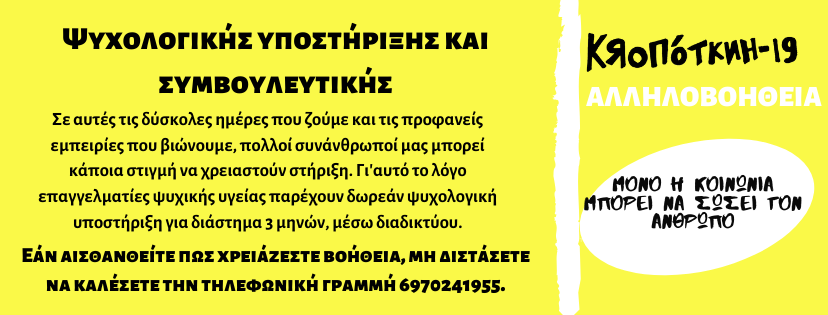 Ψυχολογικής υποστήριξης και
συμβουλευτικής
Σε αυτές τις δύσκολες ημέρες που ζούμε και τις προφανείς
εμπειρίες που βιώνουμε, πολλοί συνάνθρωποί μας μπορεί
κάποια στιγμή να χρειαστούν στήριξη. Γι'αυτό το λόγο
επαγγελματίες ψυχικής υγείας παρέχουν δωρεάν ψυχολογική
υποστήριξη για διάστημα 3 μηνών, μέσω διαδικτύου.
Εάν αισθανθείτε πως χρειάζεστε βοήθεια, μη διστάσετε
να καλέσετε την τηλεφωνική γραμμή 6970241955.
КЯОПÓТКИН-19
ΑΛΛΗΛΟΒΟΗΘΕΙΑ
ΜΟΝΟ Η ΚΟΙΝΩΝΙΑ
ΜΠΟΡΕΙ ΝΑ ΣΩΣΕΙ ΤΟΝ
ΑΝΘΡΩΠΟ